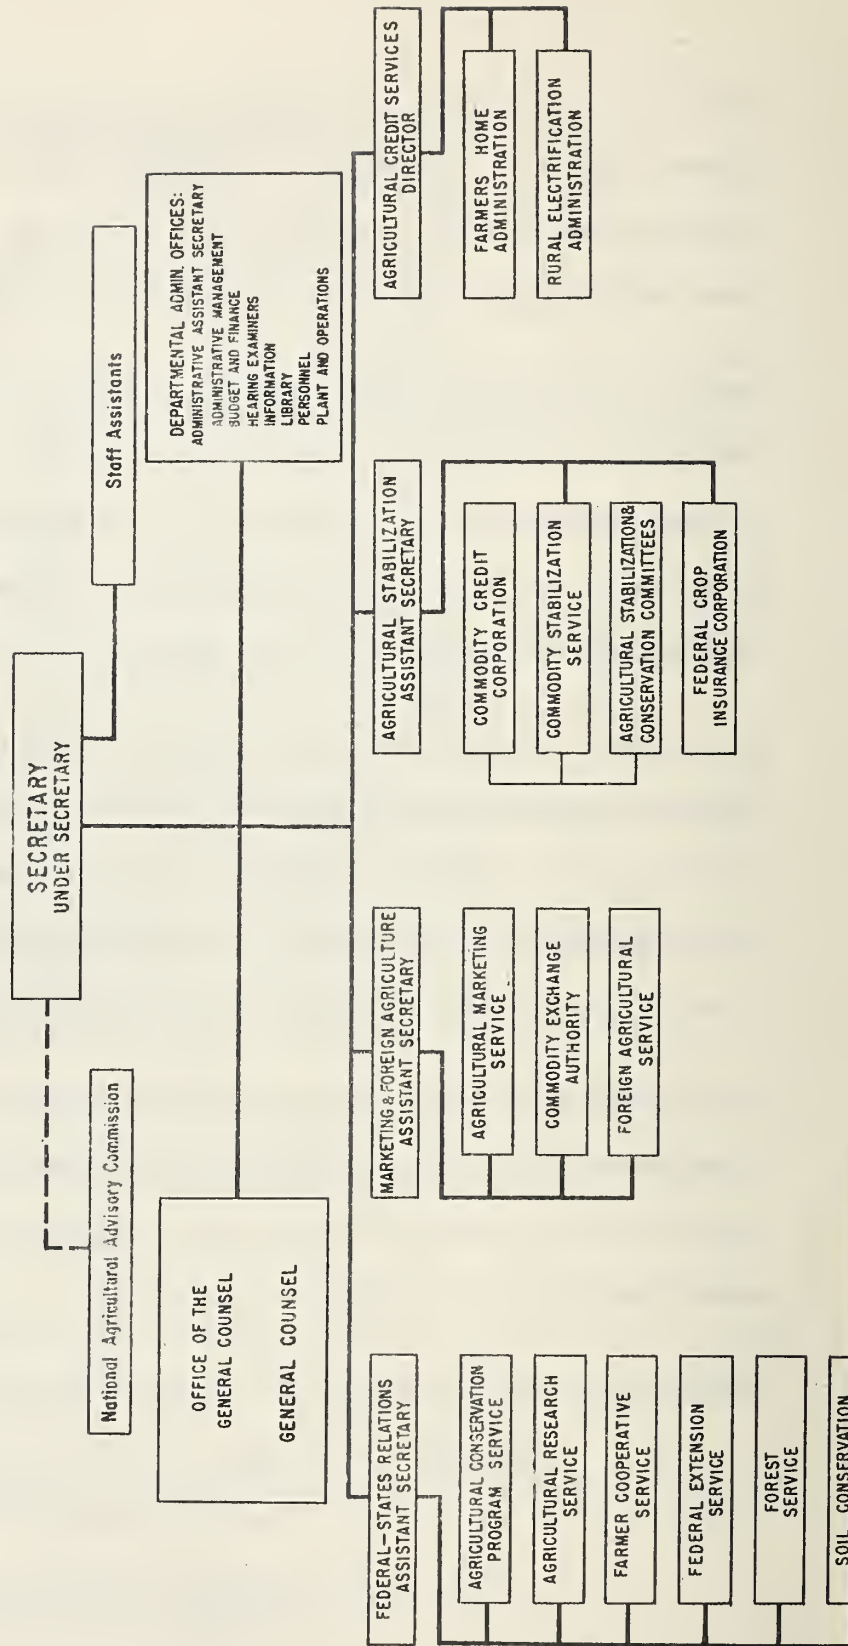 SECRETARY
UNDER SECRETARY
National Agricultural Advisory Commission
Staff Assistants
OFFICE OF THE
GENERAL COUNSEL
GENERAL COUNSEL
DEPARTMENTAL ADMIN. OFFICES:
ADMINISTRATIVE ASSISTANT SECRETARY
ADMINISTRATIVE MANAGEMENT
BUDGET AND FINANCE
HEARING EXAMINERS
INFORMATION
LIBRARY
PERSONNEL
PLANT AND OPERATIONS
FEDERAL-STATES RELATIONS
ASSISTANT SECRETARY
AGRICULTURAL CONSERVATION
PROGRAM SERVICE
AGRICULTURAL RESEARCH
SERVICE
FARMER COOPERATIVE
SERVICE
FEDERAL EXTENSION
SERVICE
FOREST
SERVICE
SOIL CONSERVATION
MARKETING & FOREIGN AGRICULTURE
ASSISTANT SECRETARY
AGRICULTURAL MARKETING
SERVICE
COMMODITY EXCHANGE
AUTHORITY
FOREIGN AGRICULTURAL
SERVICE
AGRICULTURAL STABILIZATION
ASSISTANT SECRETARY
COMMODITY CREDIT
CORPORATION
COMMODITY STABILIZATION
SERVICE
AGRICULTURAL STABILIZATION&
CONSERVATION COMMITTEES
FEDERAL CROP
INSURANCE CORPORATION
AGRICULTURAL CREDIT SERVICES
DIRECTOR
FARMERS HOME
ADMINISTRATION
RURAL ELECTRIFICATION
ADMINISTRATION